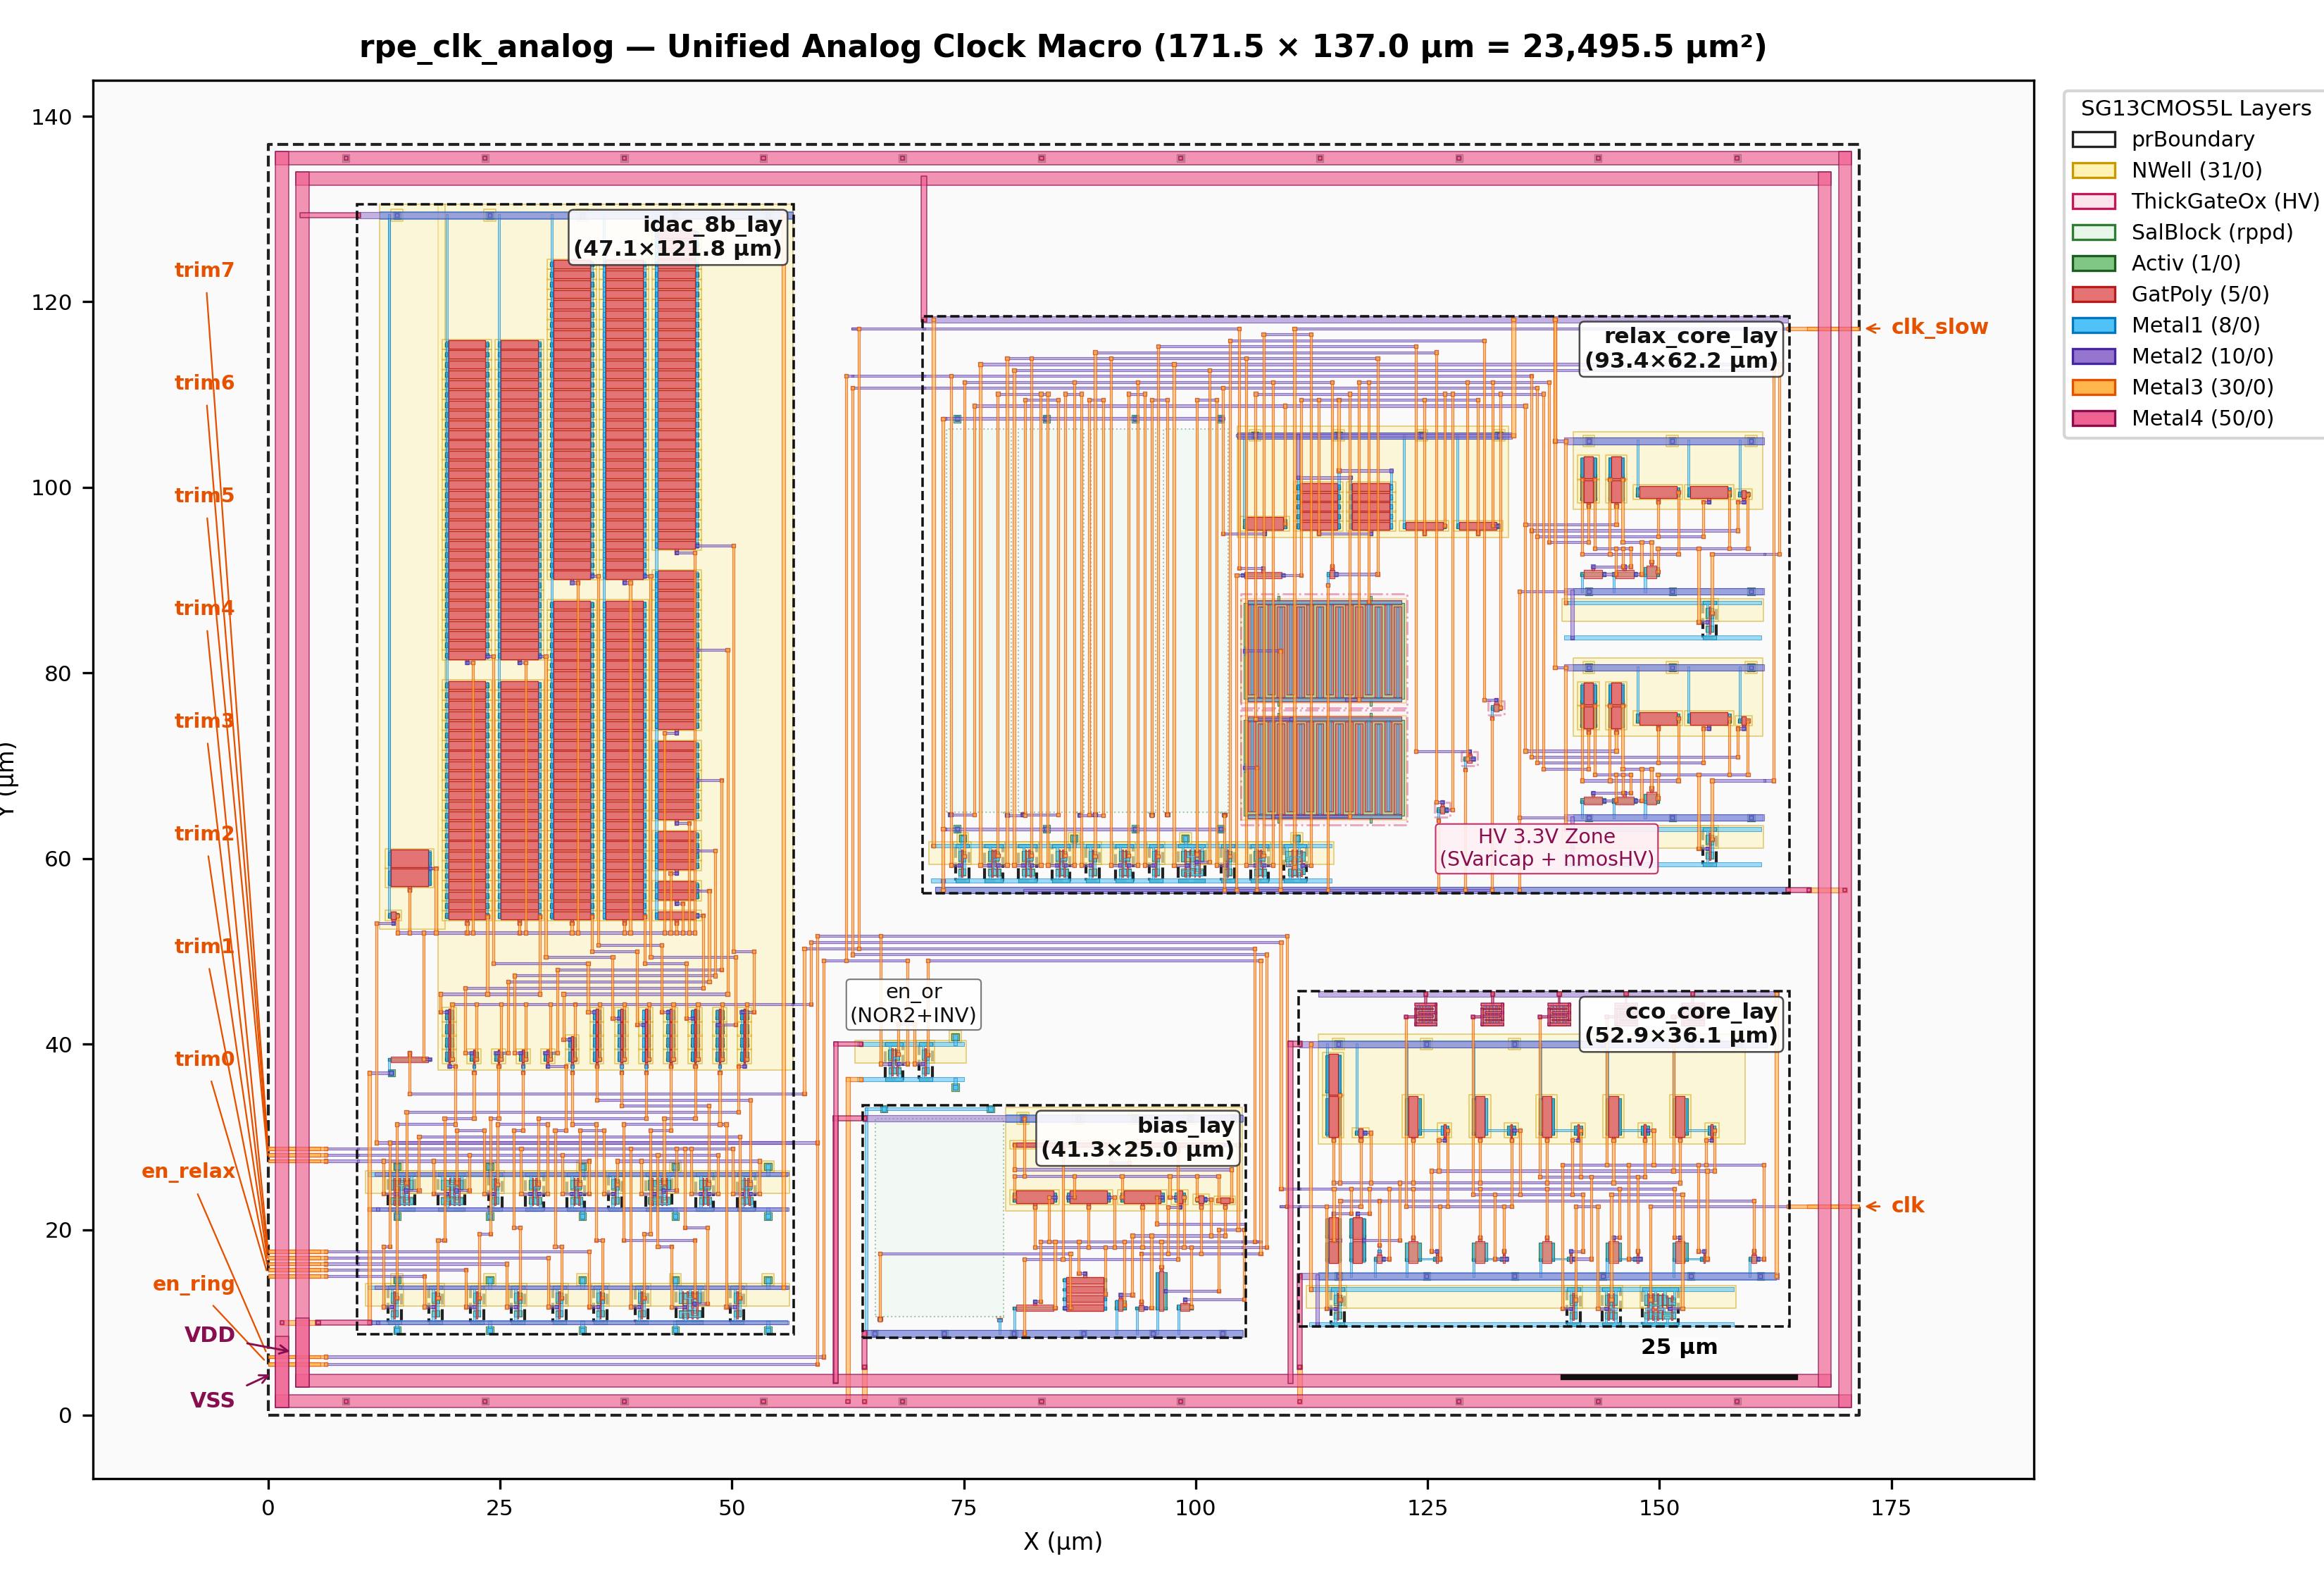 rpe_clk_analog — Unified Analog Clock Macro (171.5 × 137.0 µm = 23,495.5 µm²)
SG13CMOS5L Layers
prBoundary
NWell (31/0)
ThickGateOx (HV)
SalBlock (rppd)
Activ (1/0)
GatPoly (5/0)
Metal1 (8/0)
Metal2 (10/0)
Metal3 (30/0)
Metal4 (50/0)
140
120
100
80
60
40
20
0
Y (µm)
trim7
trim6
trim5
trim4
trim3
trim2
trim1
trim0
en_relax
en_ring
VDD
VSS
idac_8b_lay
(47.1×121.8 µm)
relax_core_lay
(93.4×62.2 µm)
clk_slow
HV 3.3V Zone
(SVaricap + nmosHV)
en_or
(NOR2+INV)
cco_core_lay
(52.9×36.1 µm)
bias_lay
(41.3×25.0 µm)
clk
25 µm
0
25
50
75
100
125
150
175
X (µm)